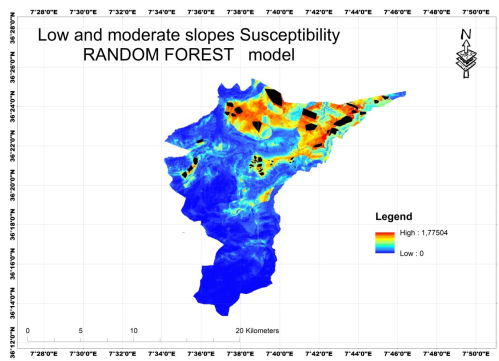 7°28'0"E 7°30'0"E 7°32'0"E 7°34'0"E 7°36'0"E 7°38'0"E 7°40'0"E 7°42'0"E 7°44'0"E 7°46'0"E 7°48'0"E 7°50'0"E
Low and moderate slopes Susceptibility
RANDOM FOREST model
N
36°28'0"N
36°26'0"N
36°24'0"N
36°22'0"N
36°20'0"N
36°18'0"N
36°16'0"N
36°14'0"N
36°12'0"N
Legend
High : 1,77504
Low : 0
0 5 10 20 Kilometers
7°28'0"E 7°30'0"E 7°32'0"E 7°34'0"E 7°36'0"E 7°38'0"E 7°40'0"E 7°42'0"E 7°44'0"E 7°46'0"E 7°48'0"E 7°50'0"E